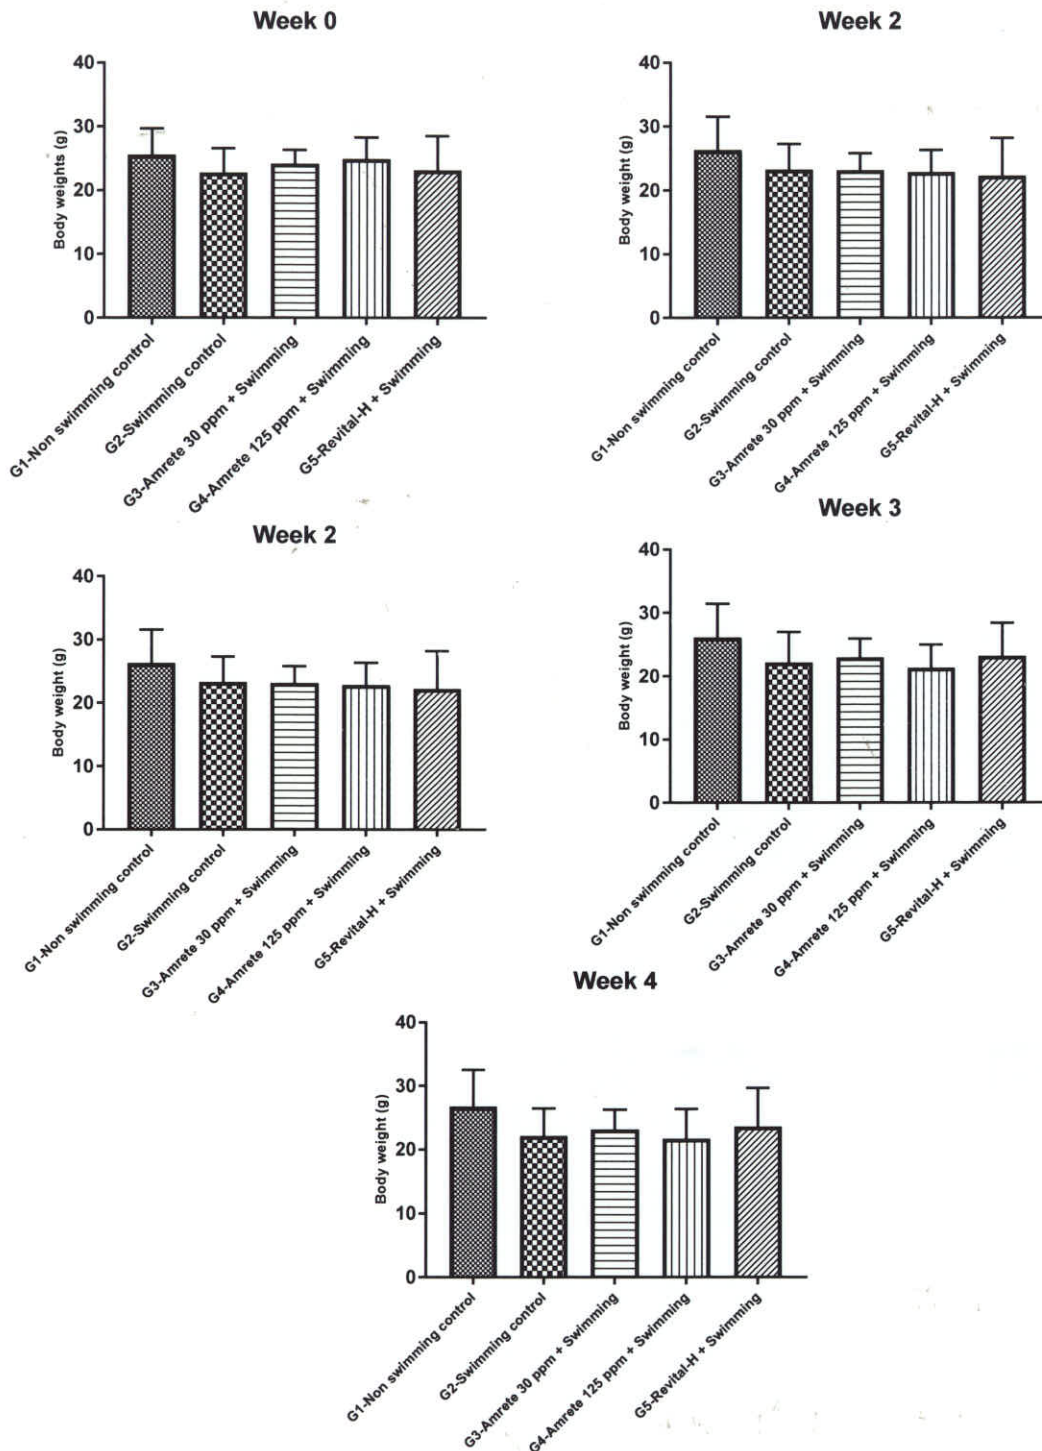 Week 0
40
30
20
10
0
Body weights (g)
G1-Non swimming control
G2-Swimming control
G3-Amrete 30 ppm + Swimming
G4-Amrete 125 ppm + Swimming
G5-Revital-H + Swimming
Week 2
40
30
20
10
0
Body weight (g)
G1-Non swimming control
G2-Swimming control
G3-Amrete 30 ppm + Swimming
G4-Amrete 125 ppm + Swimming
G5-Revital-H + Swimming
Week 2
40
30
20
10
0
Body weight (g)
G1-Non swimming control
G2-Swimming control
G3-Amrete 30 ppm + Swimming
G4-Amrete 125 ppm + Swimming
G5-Revital-H + Swimming
Week 3
40
30
20
10
0
Body weight (g)
G1-Non swimming control
G2-Swimming control
G3-Amrete 30 ppm + Swimming
G4-Amrete 125 ppm + Swimming
G5-Revital-H + Swimming
Week 4
40
30
20
10
0
Body weight (g)
G1-Non swimming control
G2-Swimming control
G3-Amrete 30 ppm + Swimming
G4-Amrete 125 ppm + Swimming
G5-Revital-H + Swimming